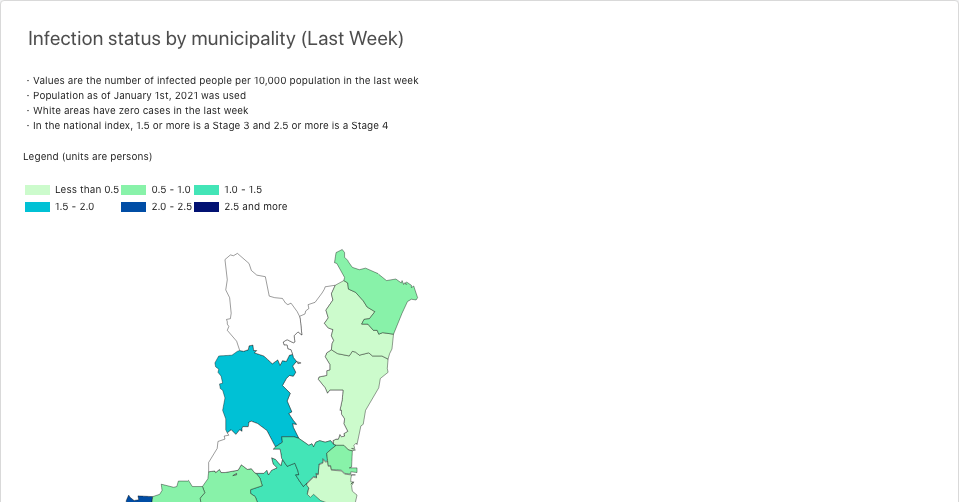 Infection status by municipality (Last Week)
· Values are the number of infected people per 10,000 population in the last week
· Population as of January 1st, 2021 was used
· White areas have zero cases in the last week
· In the national index, 1.5 or more is a Stage 3 and 2.5 or more is a Stage 4
Legend (units are persons)
Less than 0.5 0.5 - 1.0 1.0 - 1.5
1.5 - 2.0 2.0 - 2.5 2.5 and more